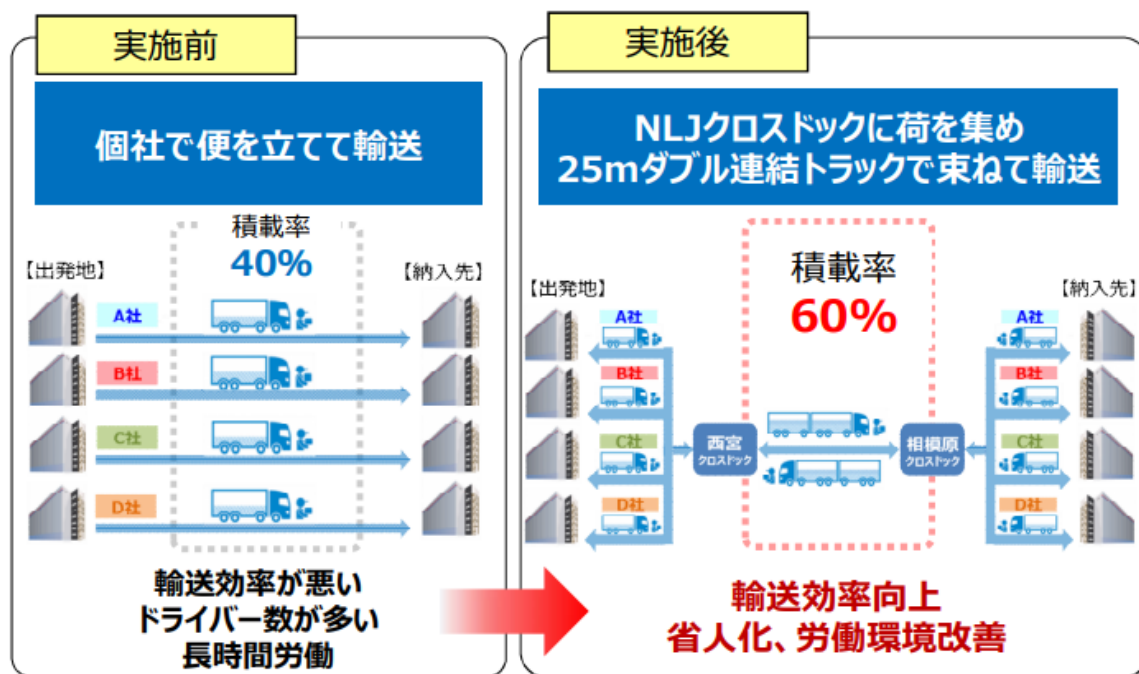 実施前
個社で便を立てて輸送
積載率
40%
【出発地】
【納入先】
A社
B社
C社
D社
輸送効率が悪い
ドライバー数が多い
長時間労働
実施後
NLJクロスドックに荷を集め
25mダブル連結トラックで束ねて輸送
積載率
60%
【出発地】
【納入先】
A社
B社
C社
D社
西宮
クロスドック
相模原
クロスドック
A社
B社
C社
D社
輸送効率向上
省人化、労働環境改善